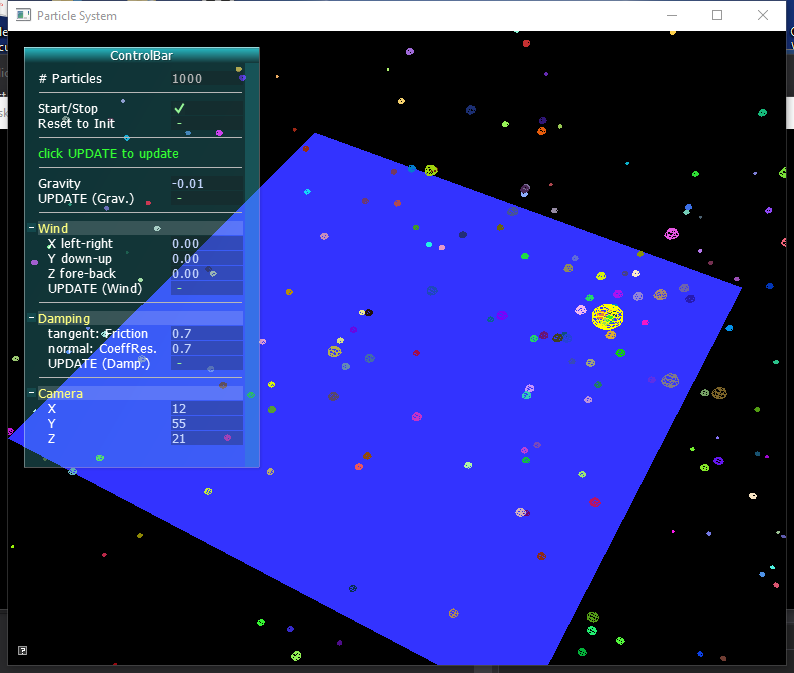 Particle System
ControlBar
# Particles 1000
Start/Stop ✓
Reset to Init -
click UPDATE to update
Gravity -0.01
UPDATE (Grav.) -
- Wind
X left-right 0.00
Y down-up 0.00
Z fore-back 0.00
UPDATE (Wind) -
- Damping
tangent: Friction 0.7
normal: CoeffRes. 0.7
UPDATE (Damp.) -
- Camera
X 12
Y 55
Z 21
?